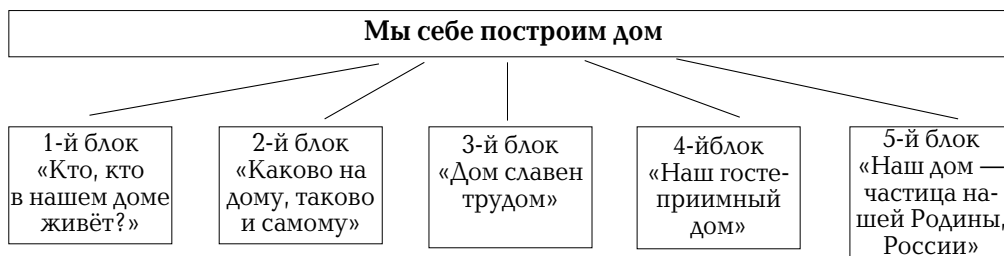 Мы себе построим дом
1-й блок
«Кто, кто
в нашем доме
живёт?»
2-й блок
«Каково на
дому, таково
и самому»
3-й блок
«Дом славен
трудом»
4-йблок
«Наш госте-
приимный
дом»
5-й блок
«Наш дом —
частица на-
шей Родины,
России»